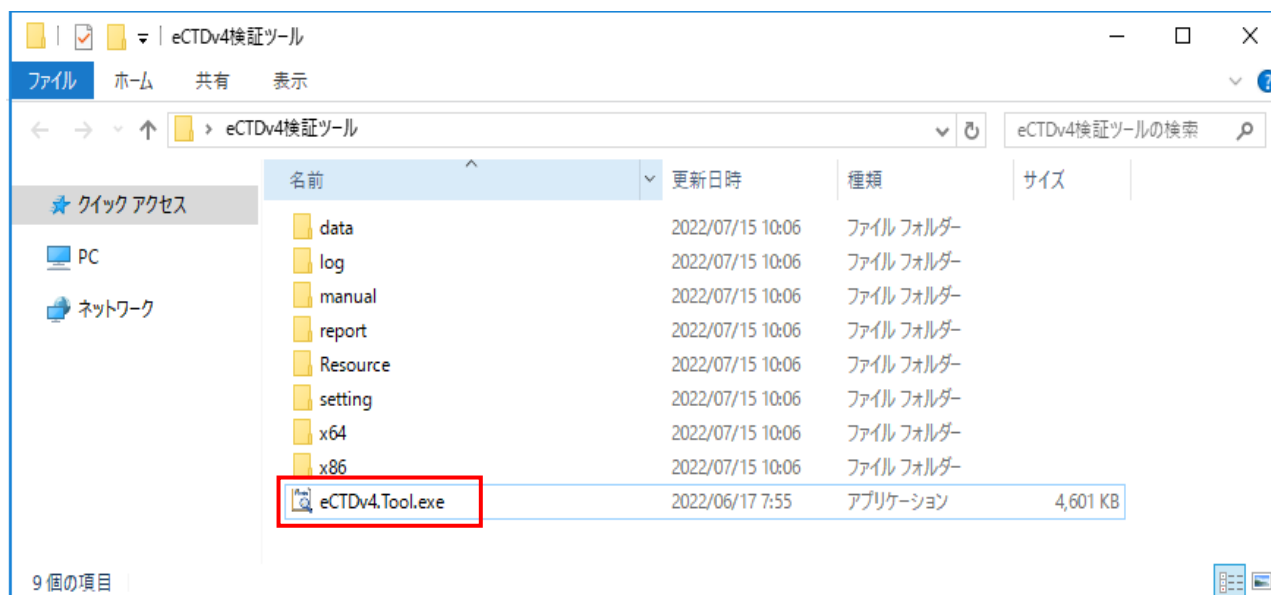 eCTDv4検証ツール
ファイル ホーム 共有 表示
eCTDv4検証ツール eCTDv4検証ツールの検索
名前 更新日時 種類 サイズ
クイック アクセス
PC
ネットワーク
data 2022/07/15 10:06 ファイル フォルダー
log 2022/07/15 10:06 ファイル フォルダー
manual 2022/07/15 10:06 ファイル フォルダー
report 2022/07/15 10:06 ファイル フォルダー
Resource 2022/07/15 10:06 ファイル フォルダー
setting 2022/07/15 10:06 ファイル フォルダー
x64 2022/07/15 10:06 ファイル フォルダー
x86 2022/07/15 10:06 ファイル フォルダー
eCTDv4.Tool.exe 2022/06/17 7:55 アプリケーション 4,601 KB
9 個の項目